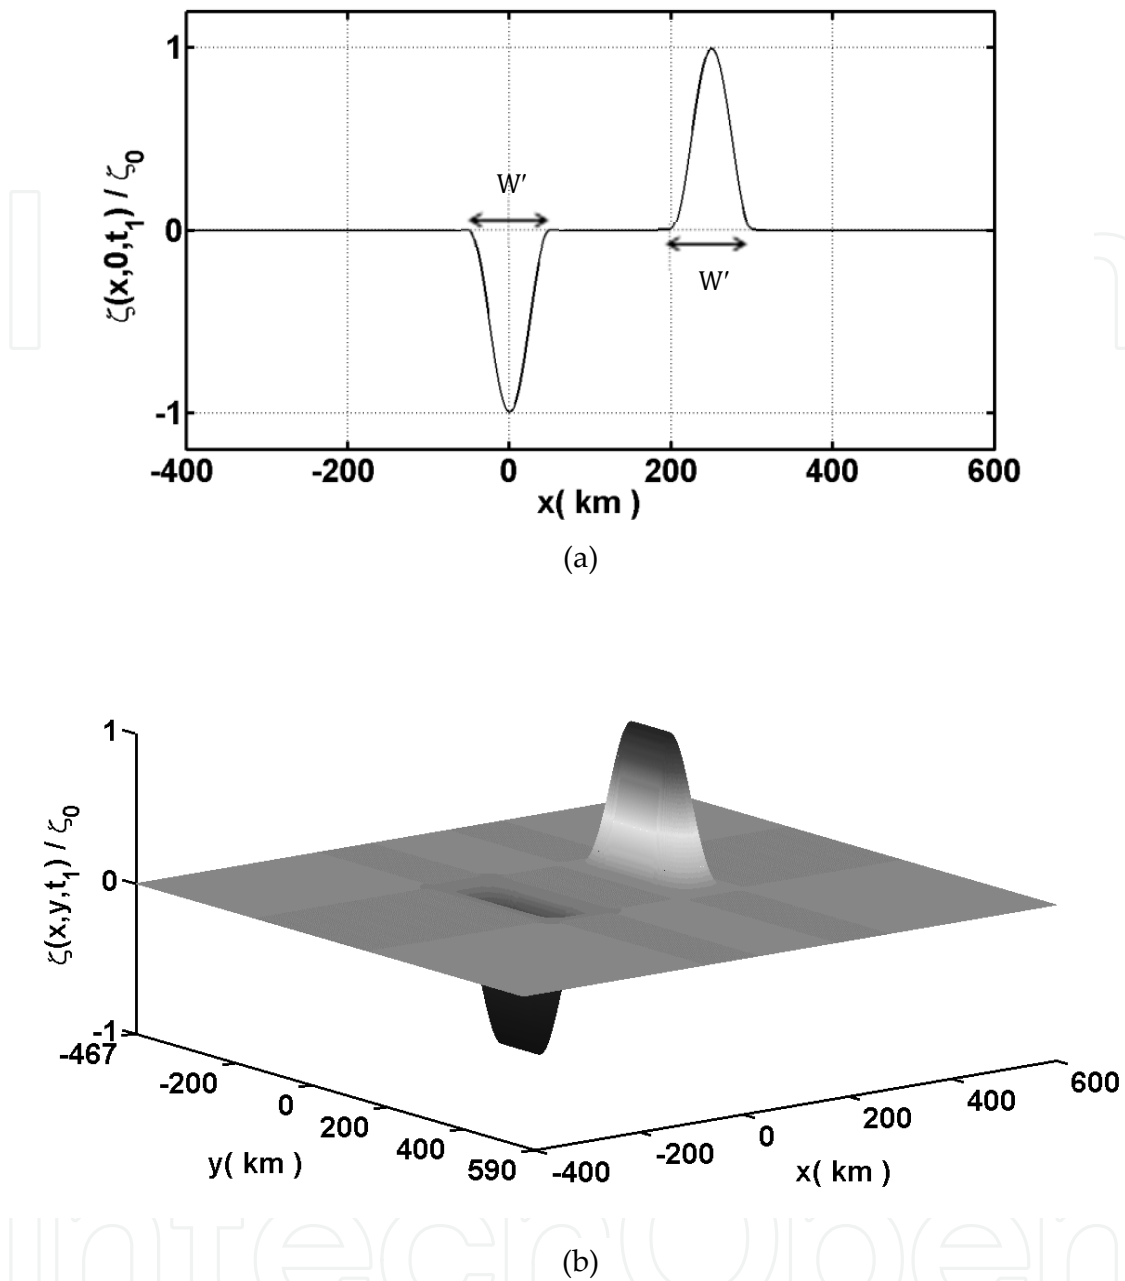 1
W′
0
W′
-1
ζ(x,0,t₁) / ζ₀
-400 -200 0 200 400 600
x( km )
(a)
1
0
-1
ζ(x,y,t₁) / ζ₀
-467 -200 0 200 400 590
y( km )
-400 -200 0 200 400 600
x( km )
IntechOpen
(b)